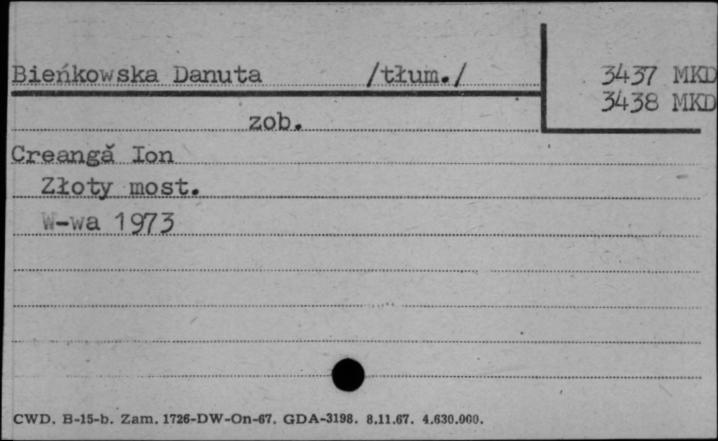 Bieńkowska Danuta /tłum./ 3437 MKD
3438 MKD
zob.
Creangă Ion
Złoty most.
W-wa 1973
CWD. B-15-b. Zam. 1726-DW-On-67. GDA-3198. 8.11.67. 4.630.000.